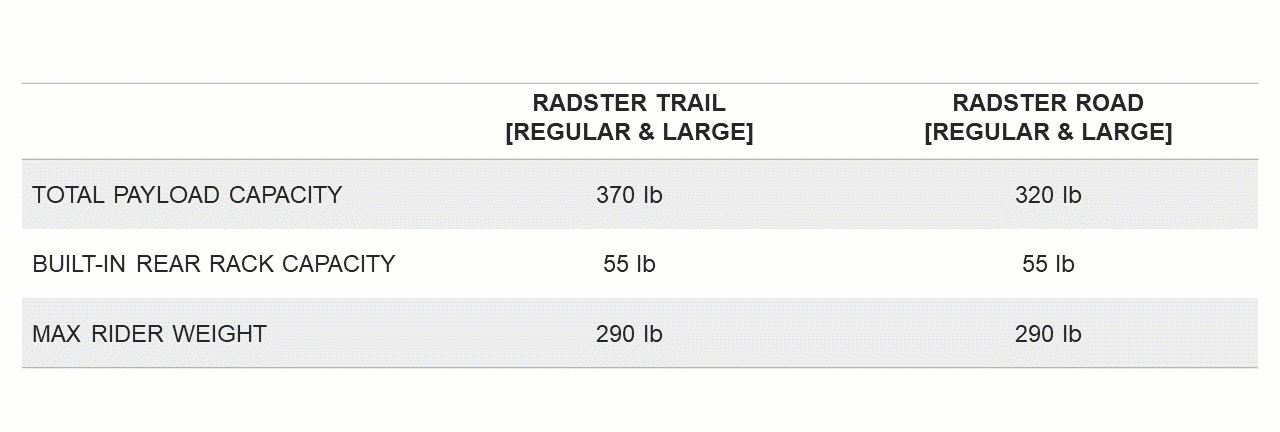 RADSTER TRAIL RADSTER ROAD
[REGULAR & LARGE] [REGULAR & LARGE]
TOTAL PAYLOAD CAPACITY 370 lb 320 lb
BUILT-IN REAR RACK CAPACITY 55 lb 55 lb
MAX RIDER WEIGHT 290 lb 290 lb